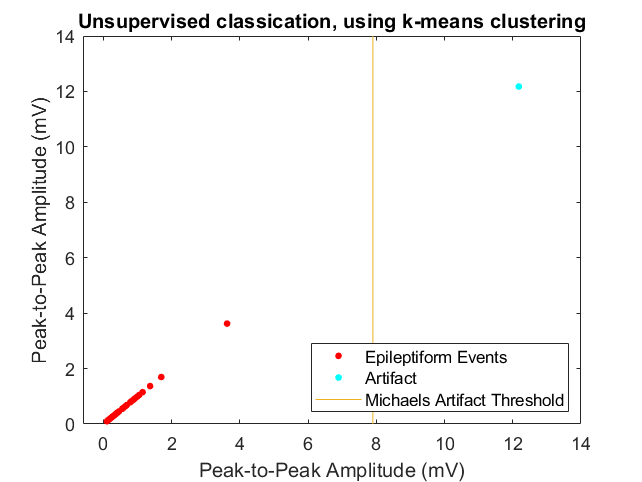 Unsupervised classication, using k-means clustering
Peak-to-Peak Amplitude (mV)
14
12
10
8
6
4
2
0
Epileptiform Events
Artifact
Michaels Artifact Threshold
0 2 4 6 8 10 12 14
Peak-to-Peak Amplitude (mV)